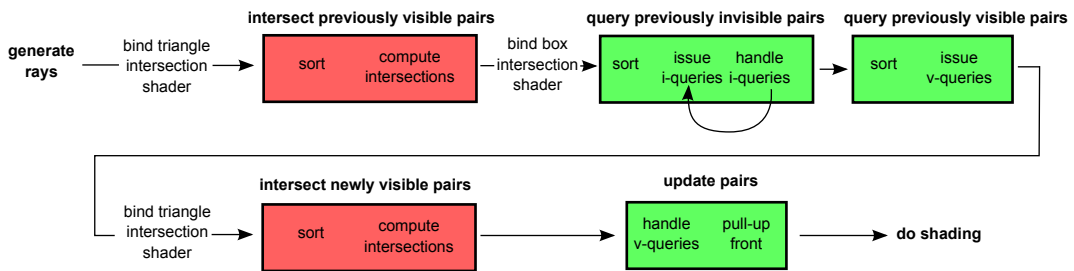 intersect previously visible pairs
query previously invisible pairs
query previously visible pairs
generate
rays
bind triangle
intersection
shader
sort
compute
intersections
bind box
intersection
shader
sort
issue
i-queries
handle
i-queries
sort
issue
v-queries
intersect newly visible pairs
update pairs
bind triangle
intersection
shader
sort
compute
intersections
handle
v-queries
pull-up
front
do shading